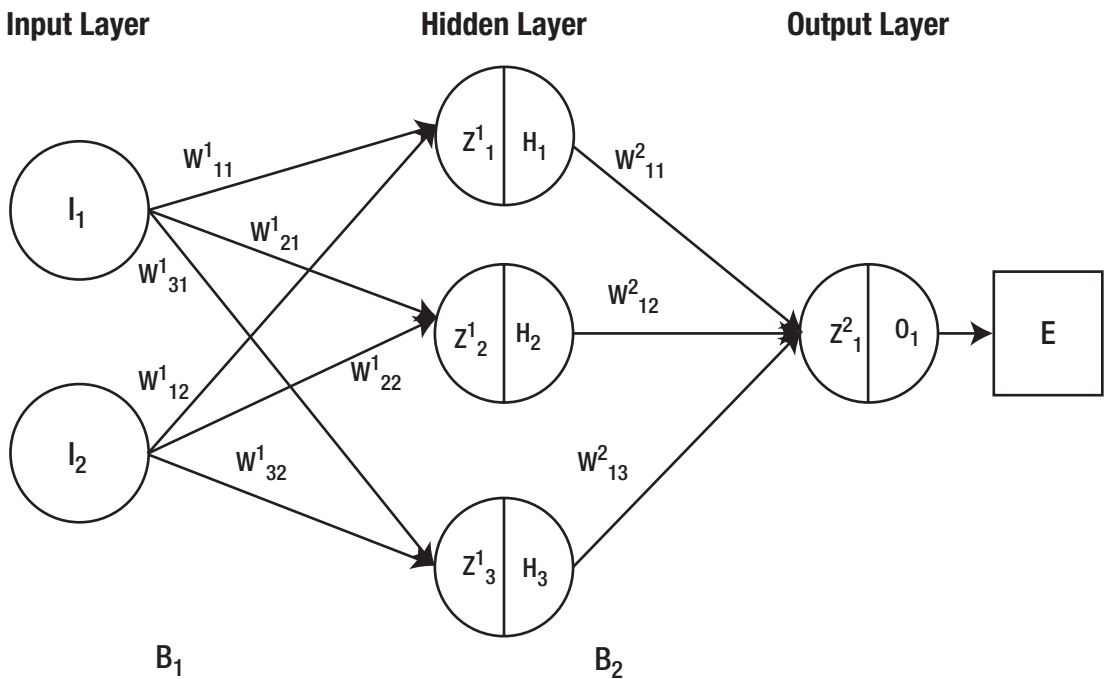 Input Layer
Hidden Layer
Output Layer
I₁
I₂
W¹₁₁
W¹₂₁
W¹₃₁
W¹₁₂
W¹₂₂
W¹₃₂
Z¹₁ H₁
Z¹₂ H₂
Z¹₃ H₃
W²₁₁
W²₁₂
W²₁₃
Z²₁ O₁
E
B₁
B₂